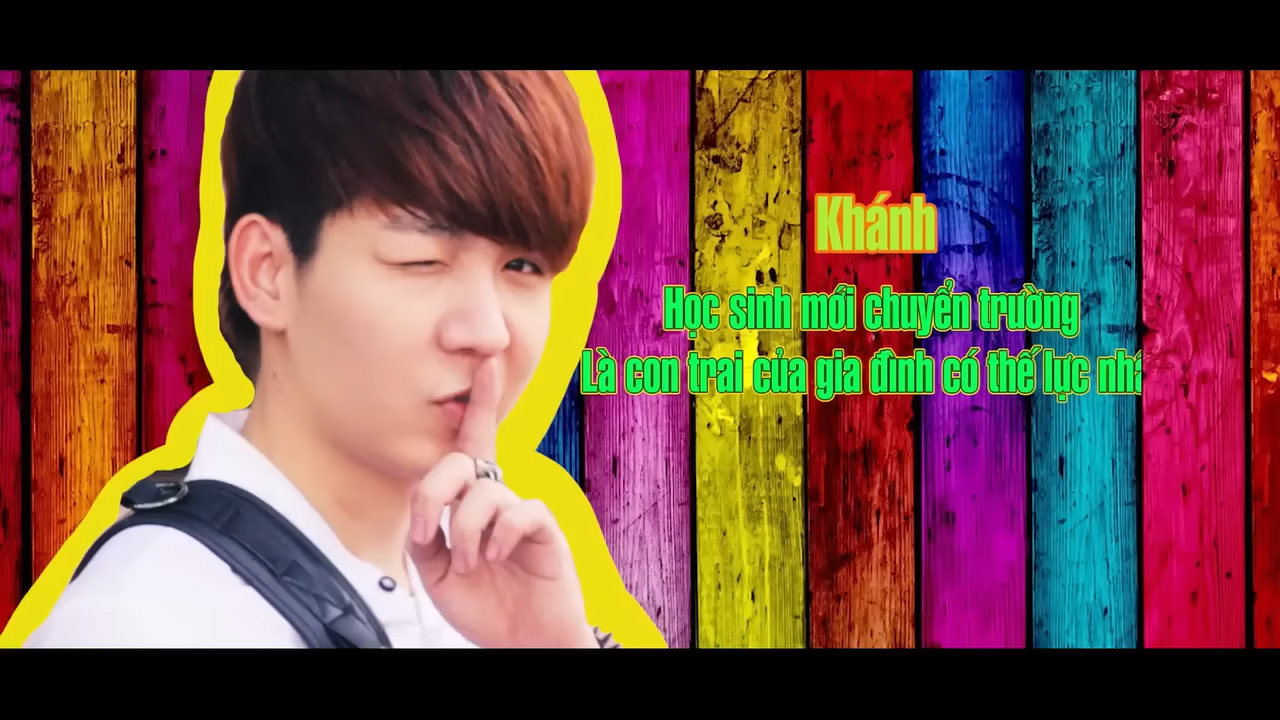 Khánh
Học sinh mới chuyển trường
Là con trai của gia đình có thế lực